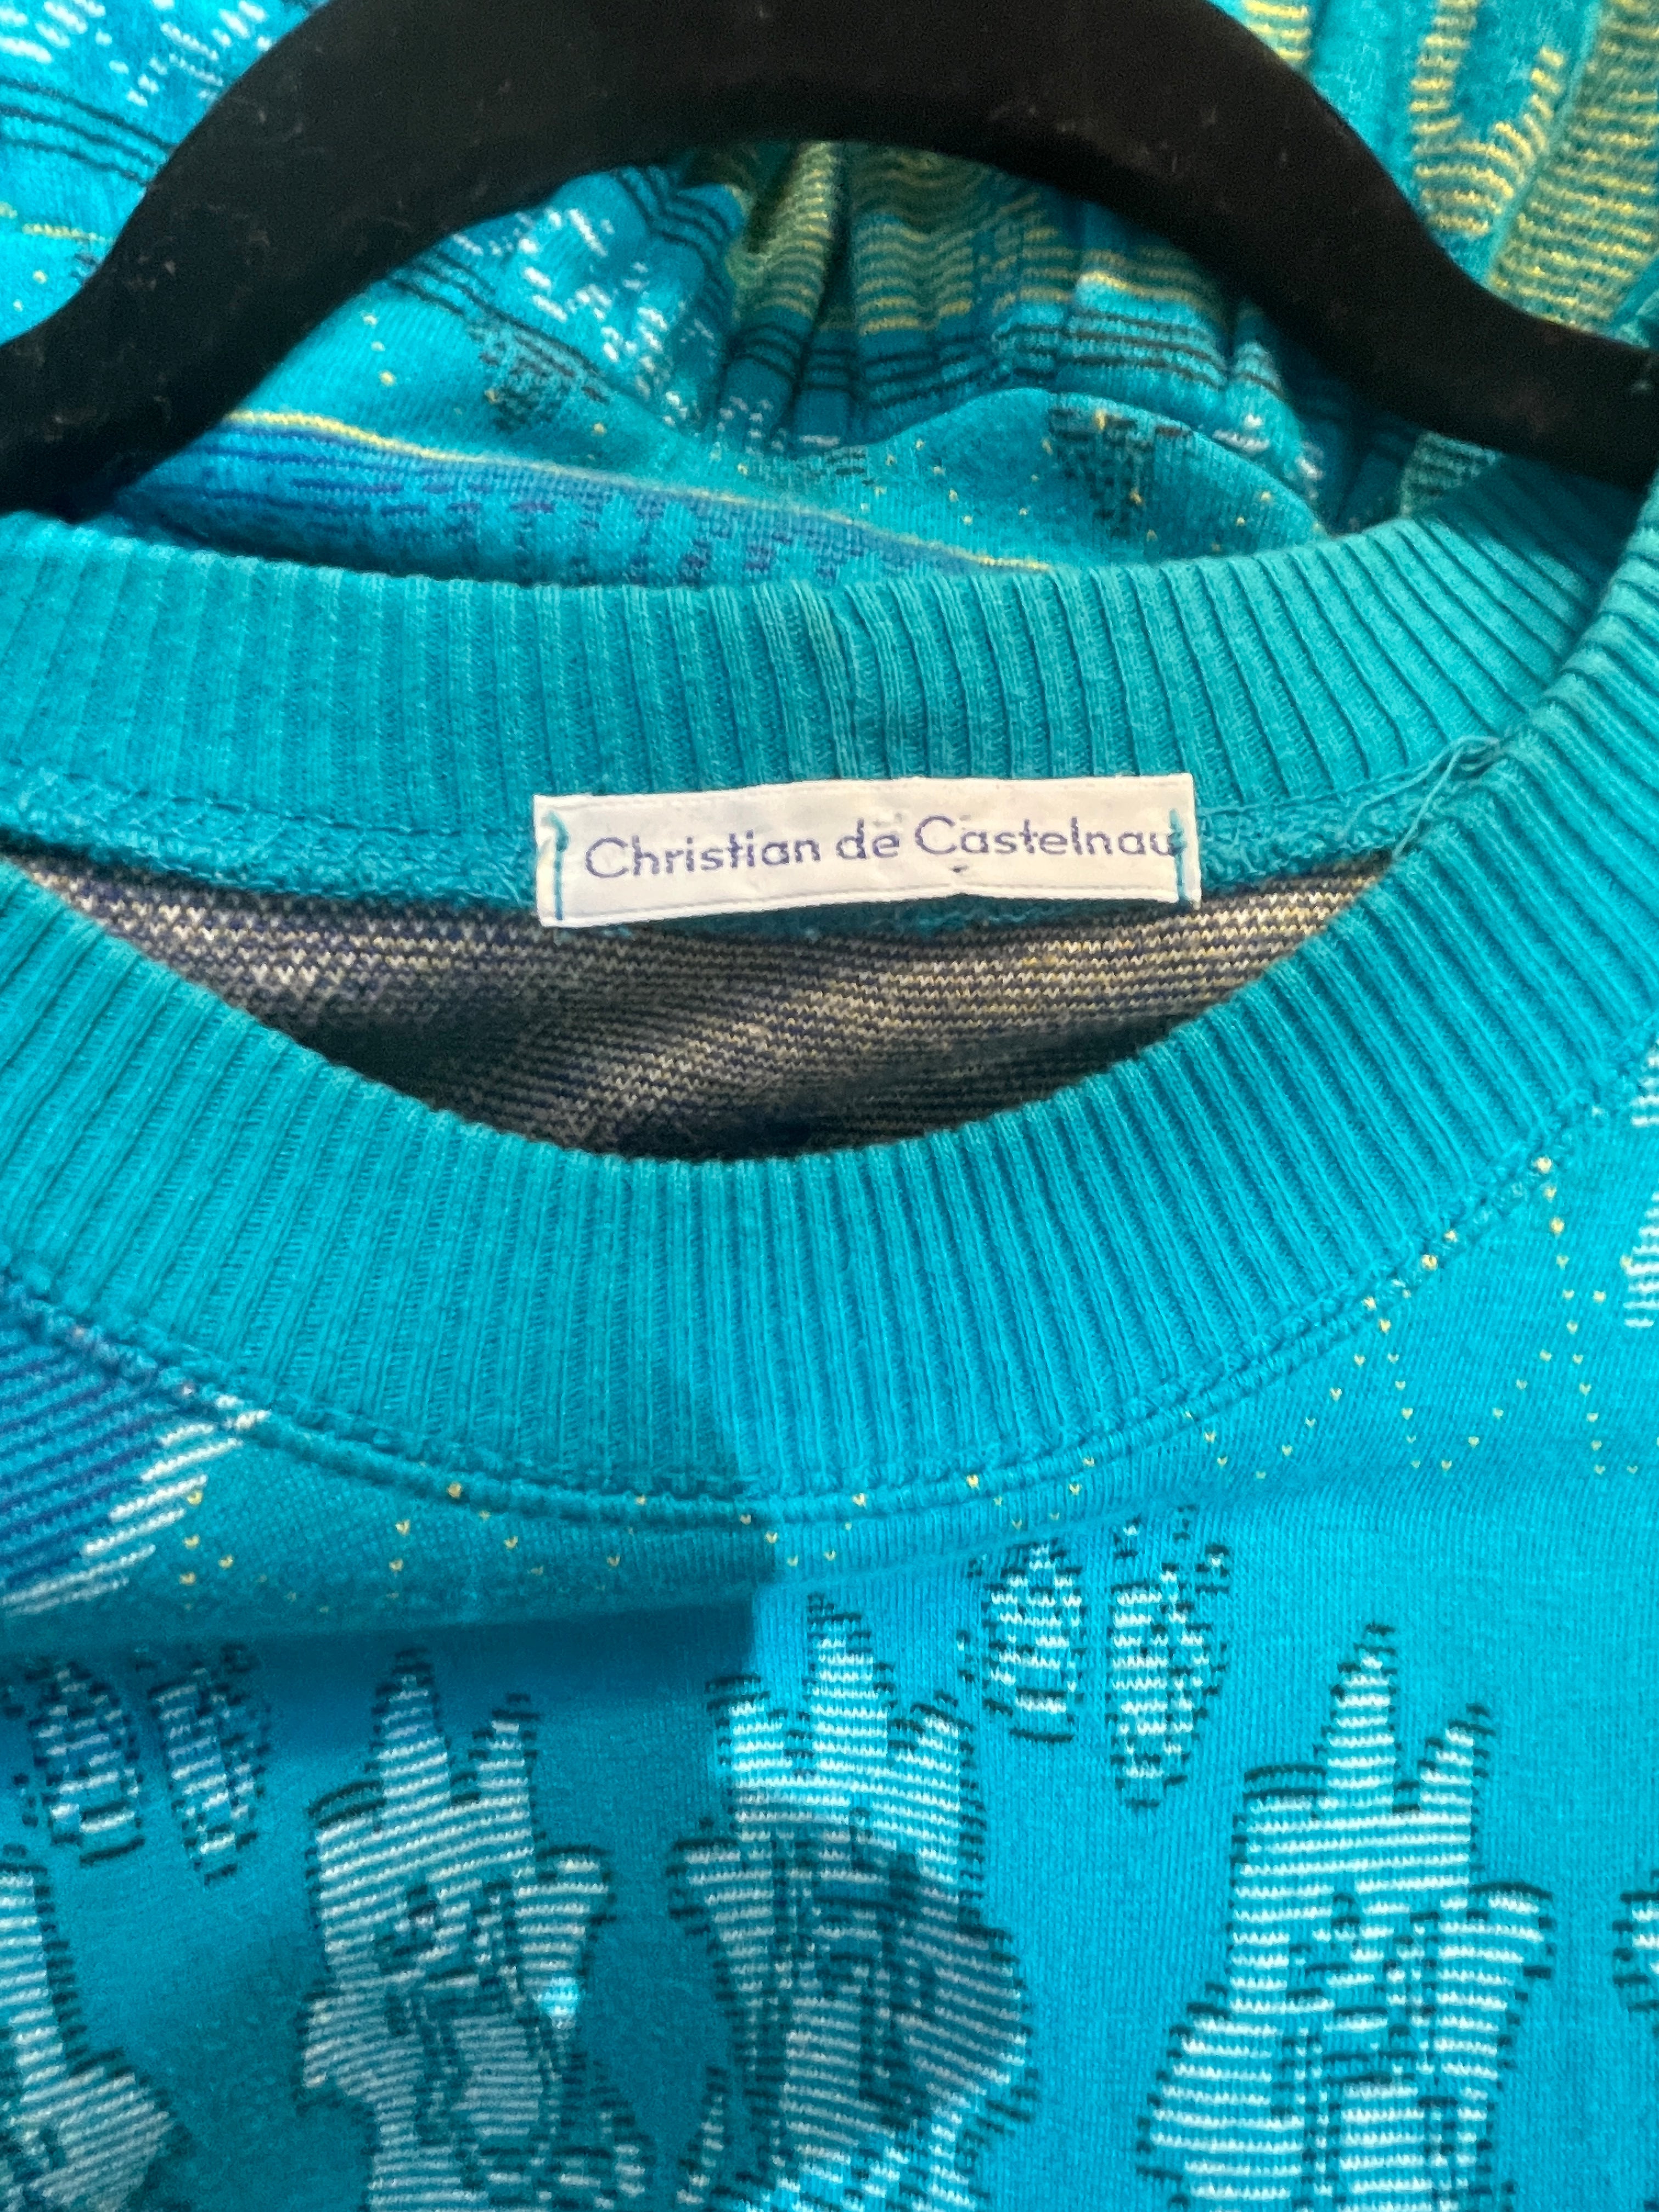 Christian de Castelnau